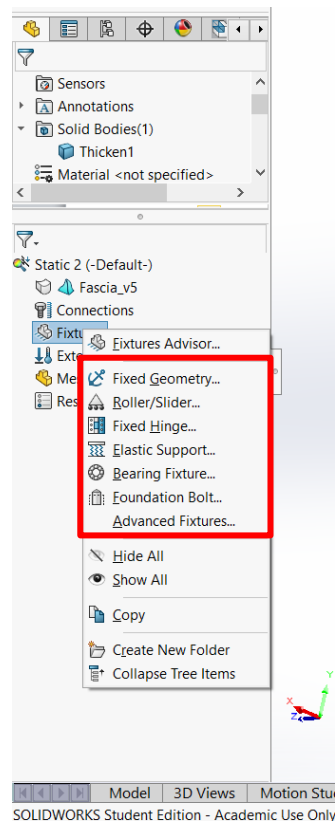 Sensors
Annotations
Solid Bodies(1)
Thicken1
Material <not specified>
Static 2 (-Default-)
Fascia_v5
Connections
Fixtu
Fixtures Advisor...
Exte
Fixed Geometry...
Me
Roller/Slider...
Res
Fixed Hinge...
Elastic Support...
Bearing Fixture...
Foundation Bolt...
Advanced Fixtures...
Hide All
Show All
Copy
Create New Folder
Collapse Tree Items
Y
X
Z
Model
3D Views
Motion Stu
SOLIDWORKS Student Edition - Academic Use Only